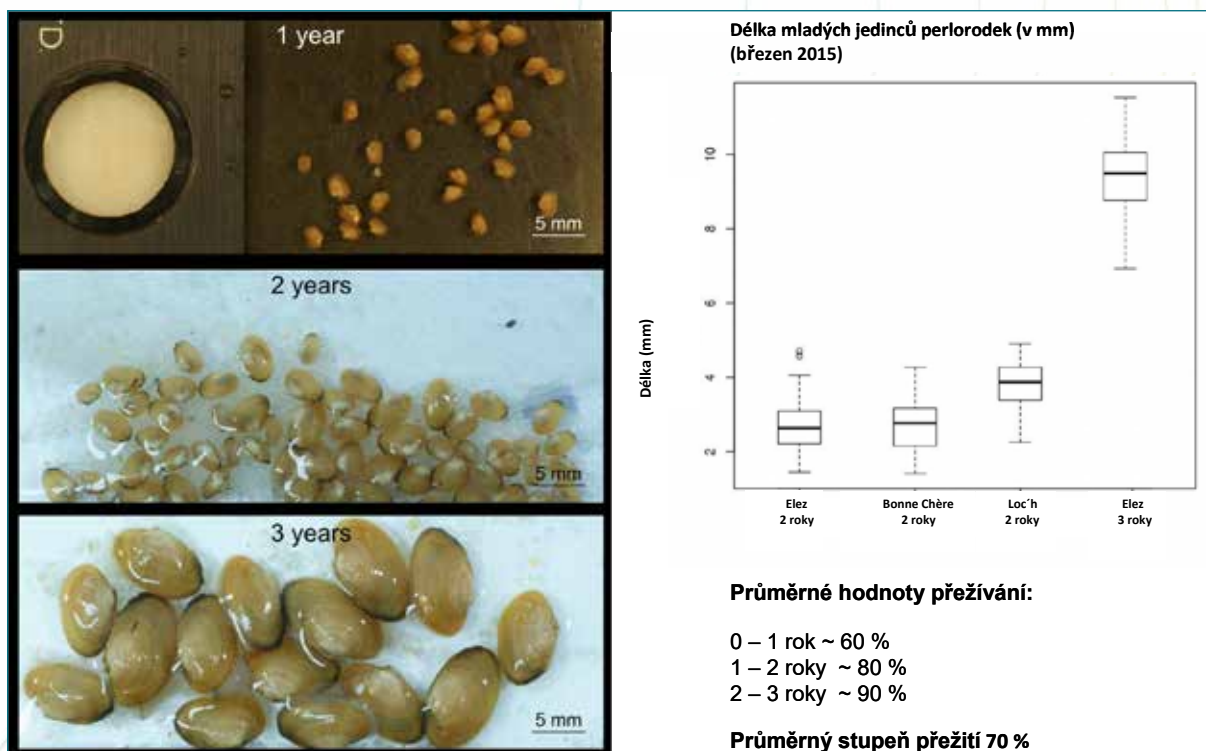 D.
1 year
5 mm
2 years
5 mm
3 years
5 mm
Délka mladých jedinců perlorodek (v mm)
(březen 2015)
Délka (mm)
10
8
6
4
2
Elez
2 roky
Bonne Chère
2 roky
Loc´h
2 roky
Elez
3 roky
Průměrné hodnoty přežívání:
0 – 1 rok ~ 60 %
1 – 2 roky ~ 80 %
2 – 3 roky ~ 90 %
Průměrný stupeň přežití 70 %